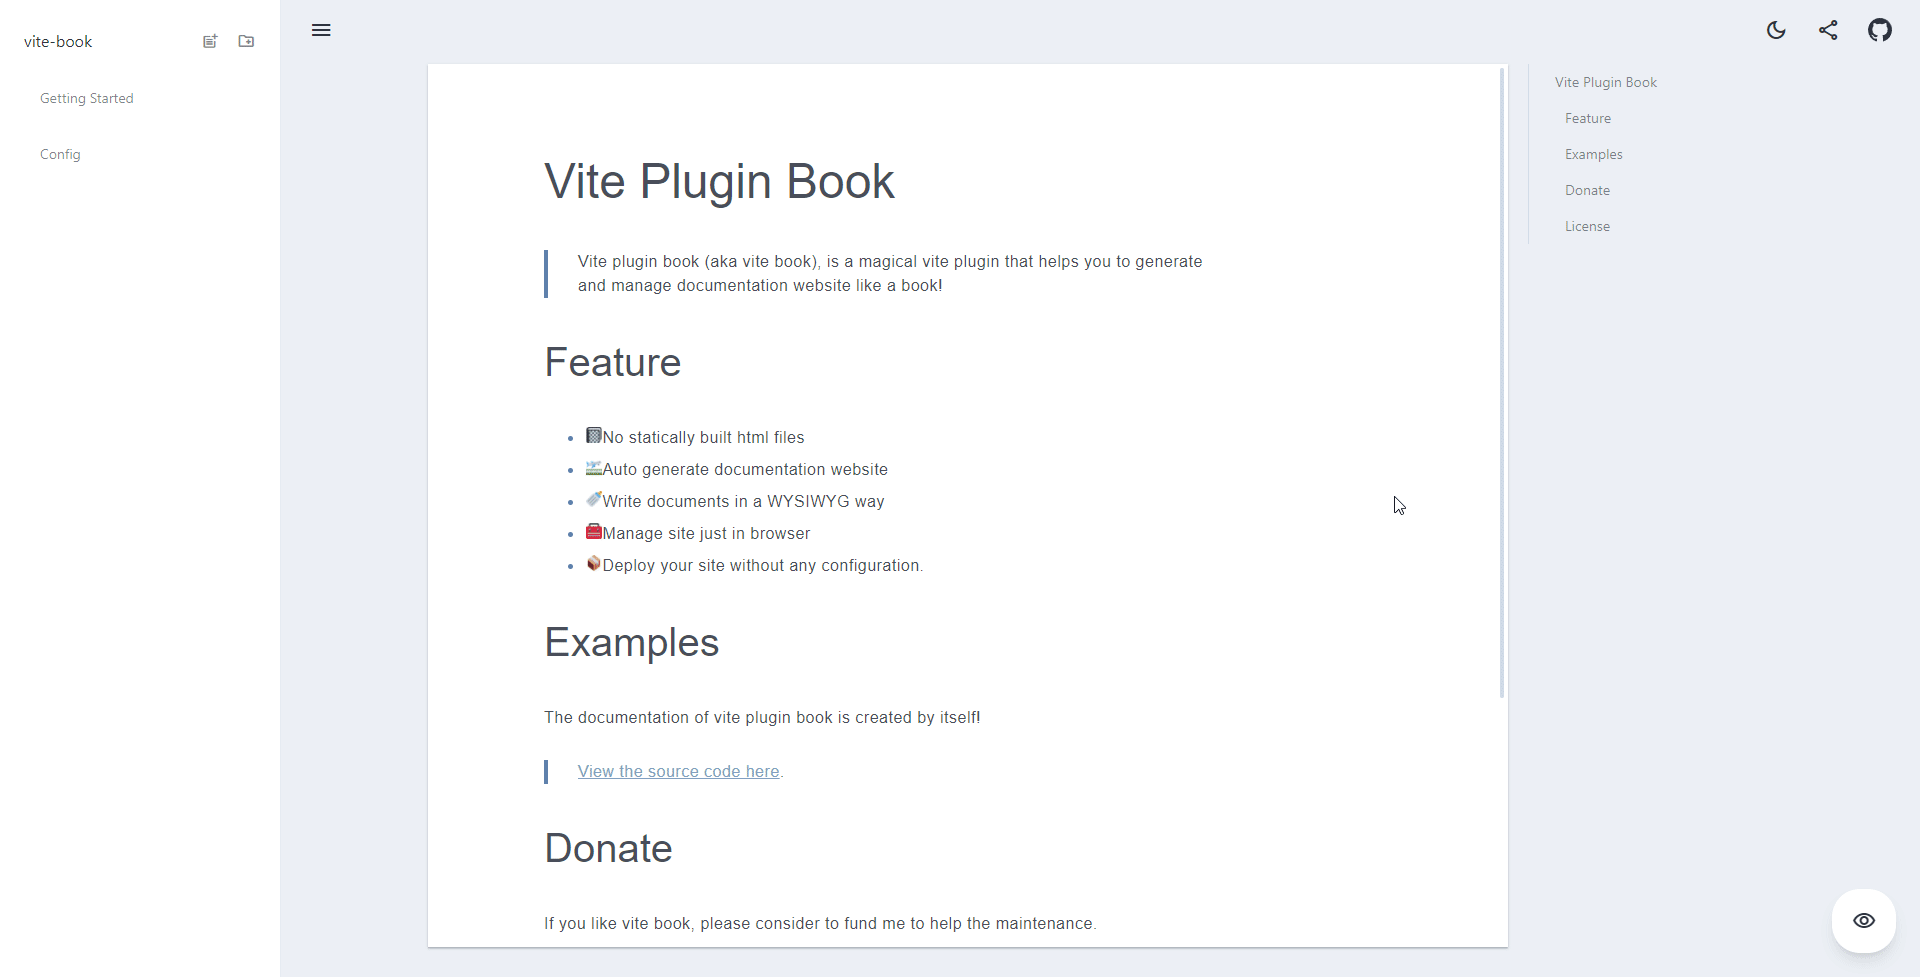 vite-book
Getting Started
Config
Vite Plugin Book
Vite plugin book (aka vite book), is a magical vite plugin that helps you to generate
and manage documentation website like a book!
Feature
No statically built html files
Auto generate documentation website
Write documents in a WYSIWYG way
Manage site just in browser
Deploy your site without any configuration.
Examples
The documentation of vite plugin book is created by itself!
View the source code here.
Donate
If you like vite book, please consider to fund me to help the maintenance.
Vite Plugin Book
Feature
Examples
Donate
License